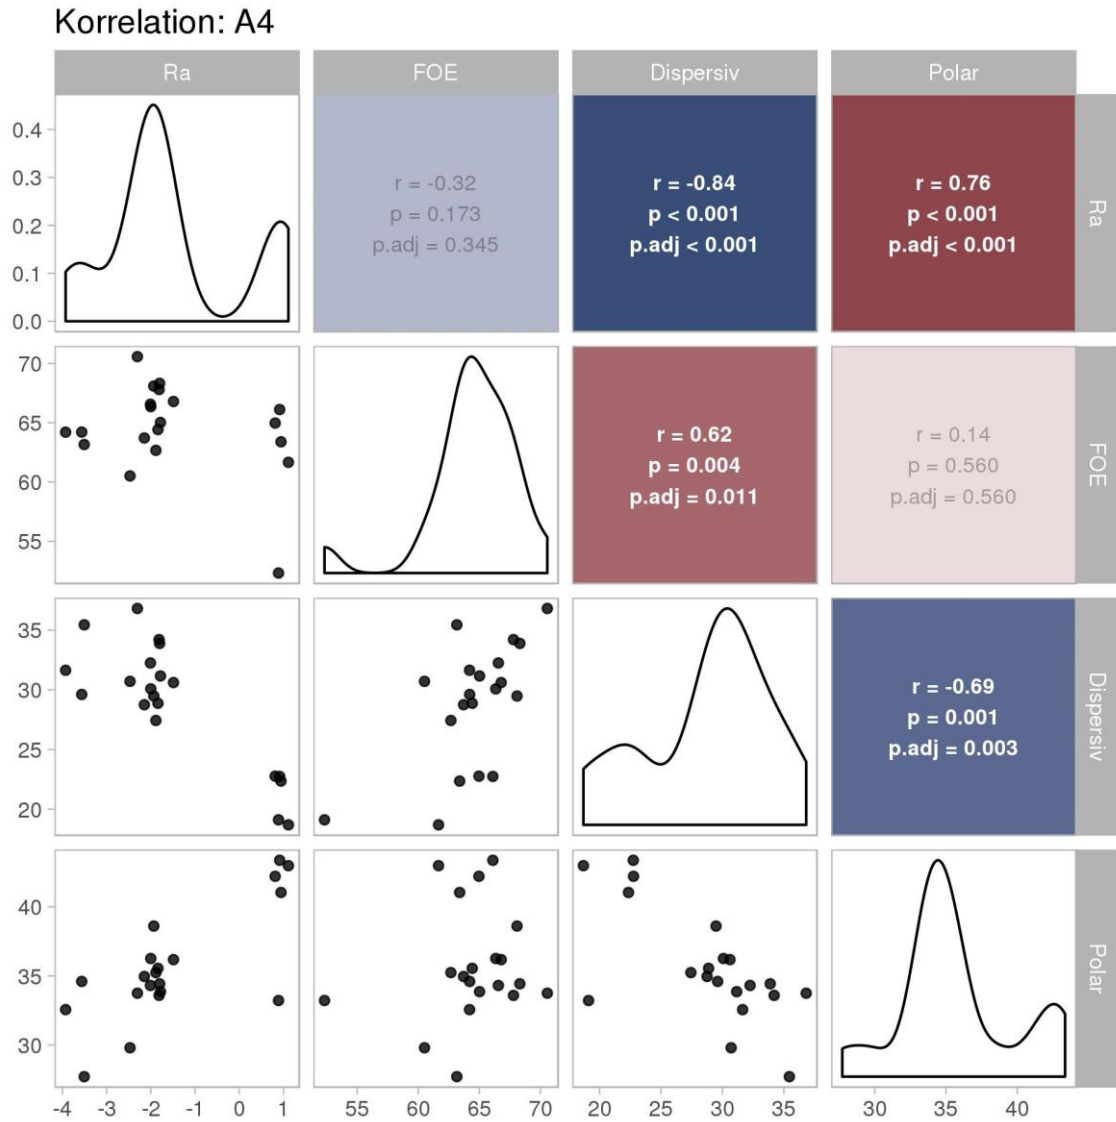 Korrelation: A4
Ra FOE Dispersiv Polar
0.4
0.3
0.2
0.1
0.0
r = -0.32
p = 0.173
p.adj = 0.345
r = -0.84
p < 0.001
p.adj < 0.001
r = 0.76
p < 0.001
p.adj < 0.001
Ra
70
65
60
55
r = 0.62
p = 0.004
p.adj = 0.011
r = 0.14
p = 0.560
p.adj = 0.560
FOE
35
30
25
20
r = -0.69
p = 0.001
p.adj = 0.003
Dispersiv
40
35
30
Polar
-4 -3 -2 -1 0 1 55 60 65 70 20 25 30 35 30 35 40